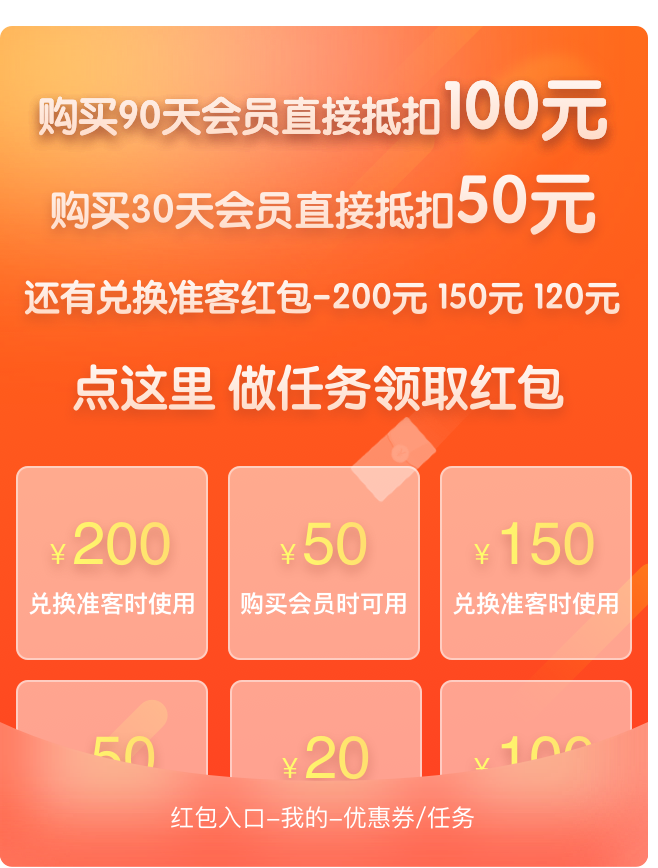 购买90天会员直接抵扣100元
购买30天会员直接抵扣50元
还有兑换准客红包-200元 150元 120元
点这里 做任务领取红包
¥200 ¥50 ¥150
兑换准客时使用 购买会员时可用 兑换准客时使用
50 ¥20 ¥100
红包入口-我的-优惠券/任务